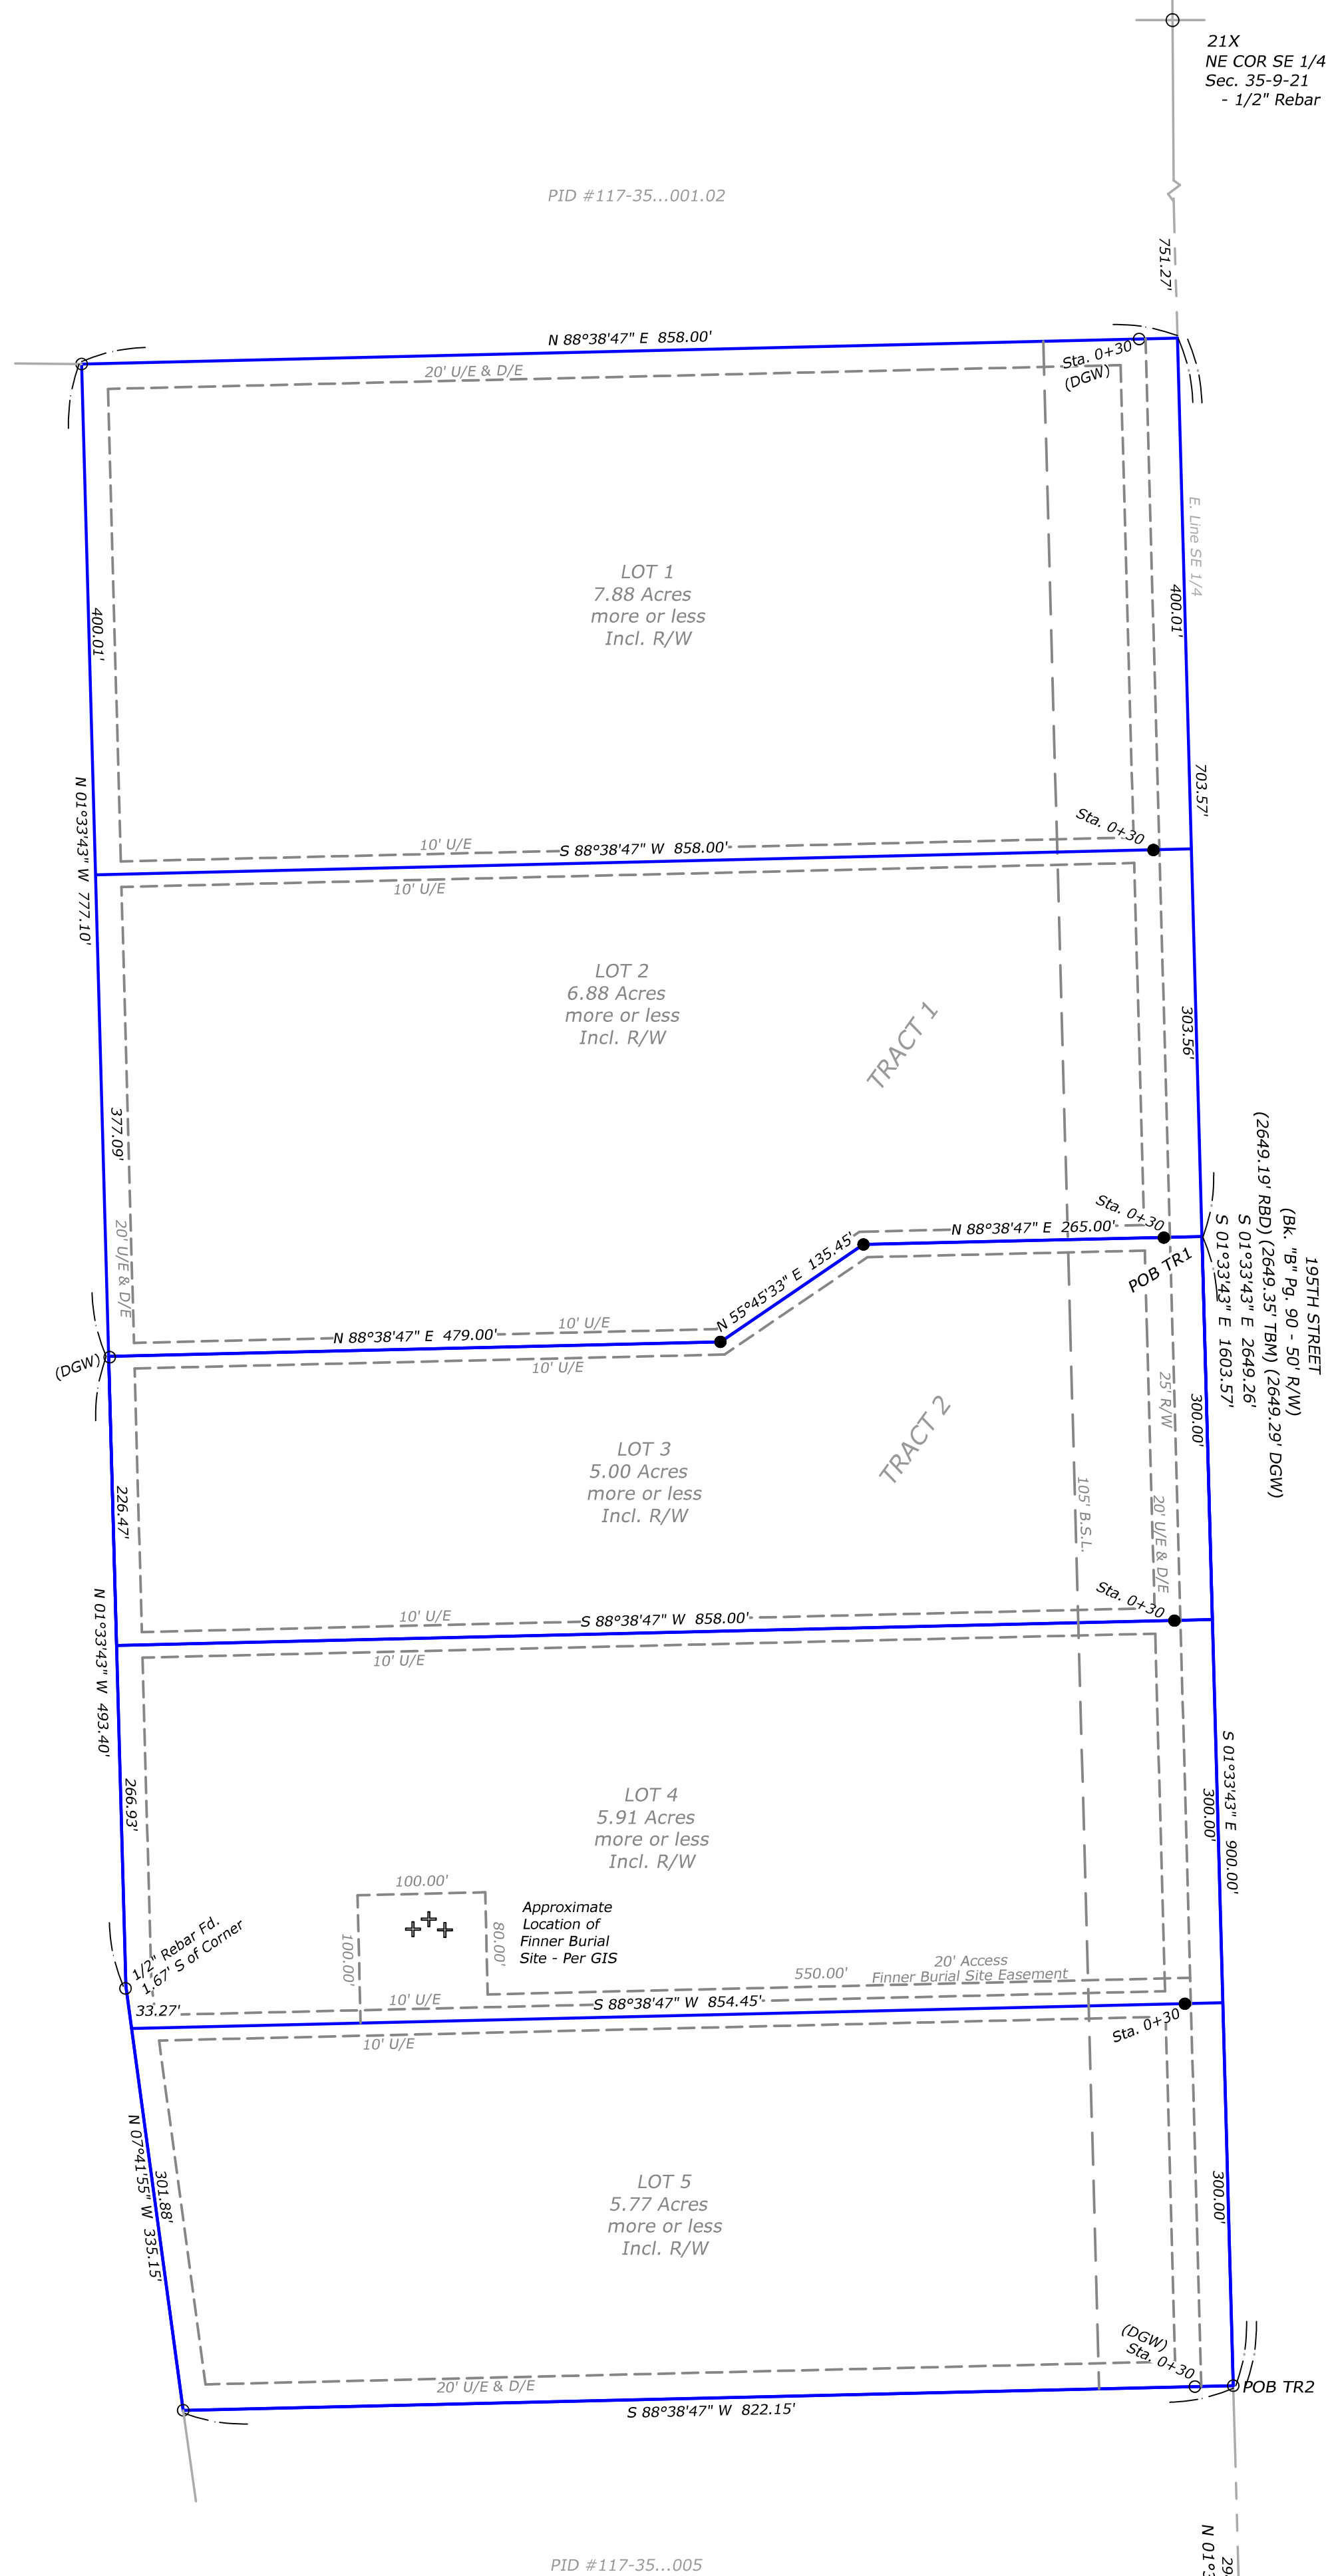 21X
NE COR SE 1/4
Sec. 35-9-21
- 1/2" Rebar
PID #117-35...001.02
751.27'
N 88°38'47" E 858.00'
Sta. 0+30
(DGW)
20' U/E & D/E
E. Line SE 1/4
LOT 1
7.88 Acres
more or less
Incl. R/W
400.01'
400.01'
703.57'
N 01°33'43" W 777.10'
Sta. 0+30
10' U/E
S 88°38'47" W 858.00'
10' U/E
LOT 2
6.88 Acres
more or less
Incl. R/W
TRACT 1
303.56'
377.09'
20' U/E & D/E
Sta. 0+30
N 88°38'47" E 265.00'
POB TR1
N 55°45'33" E 135.45'
10' U/E
N 88°38'47" E 479.00'
(DGW)
10' U/E
195TH STREET
(Bk. "B" Pg. 90 - 50' R/W)
(2649.19' RBD) (2649.35' TBM) (2649.29' DGW)
S 01°33'43" E 2649.26'
S 01°33'43" E 1603.57'
25' R/W
300.00'
TRACT 2
LOT 3
5.00 Acres
more or less
Incl. R/W
105' B.S.L.
20' U/E & D/E
226.47'
Sta. 0+30
10' U/E
S 88°38'47" W 858.00'
10' U/E
N 01°33'43" W 493.40'
LOT 4
5.91 Acres
more or less
Incl. R/W
266.93'
300.00'
S 01°33'43" E 900.00'
100.00'
100.00'
80.00'
Approximate
Location of
Finner Burial
Site - Per GIS
1/2" Rebar Fd.
1.67' S of Corner
20' Access
Finner Burial Site Easement
550.00'
33.27'
10' U/E
S 88°38'47" W 854.45'
Sta. 0+30
10' U/E
N 07°41'55" W 335.15'
301.88'
LOT 5
5.77 Acres
more or less
Incl. R/W
300.00'
(DGW)
Sta. 0+30
20' U/E & D/E
POB TR2
S 88°38'47" W 822.15'
PID #117-35...005
N 01°3
29